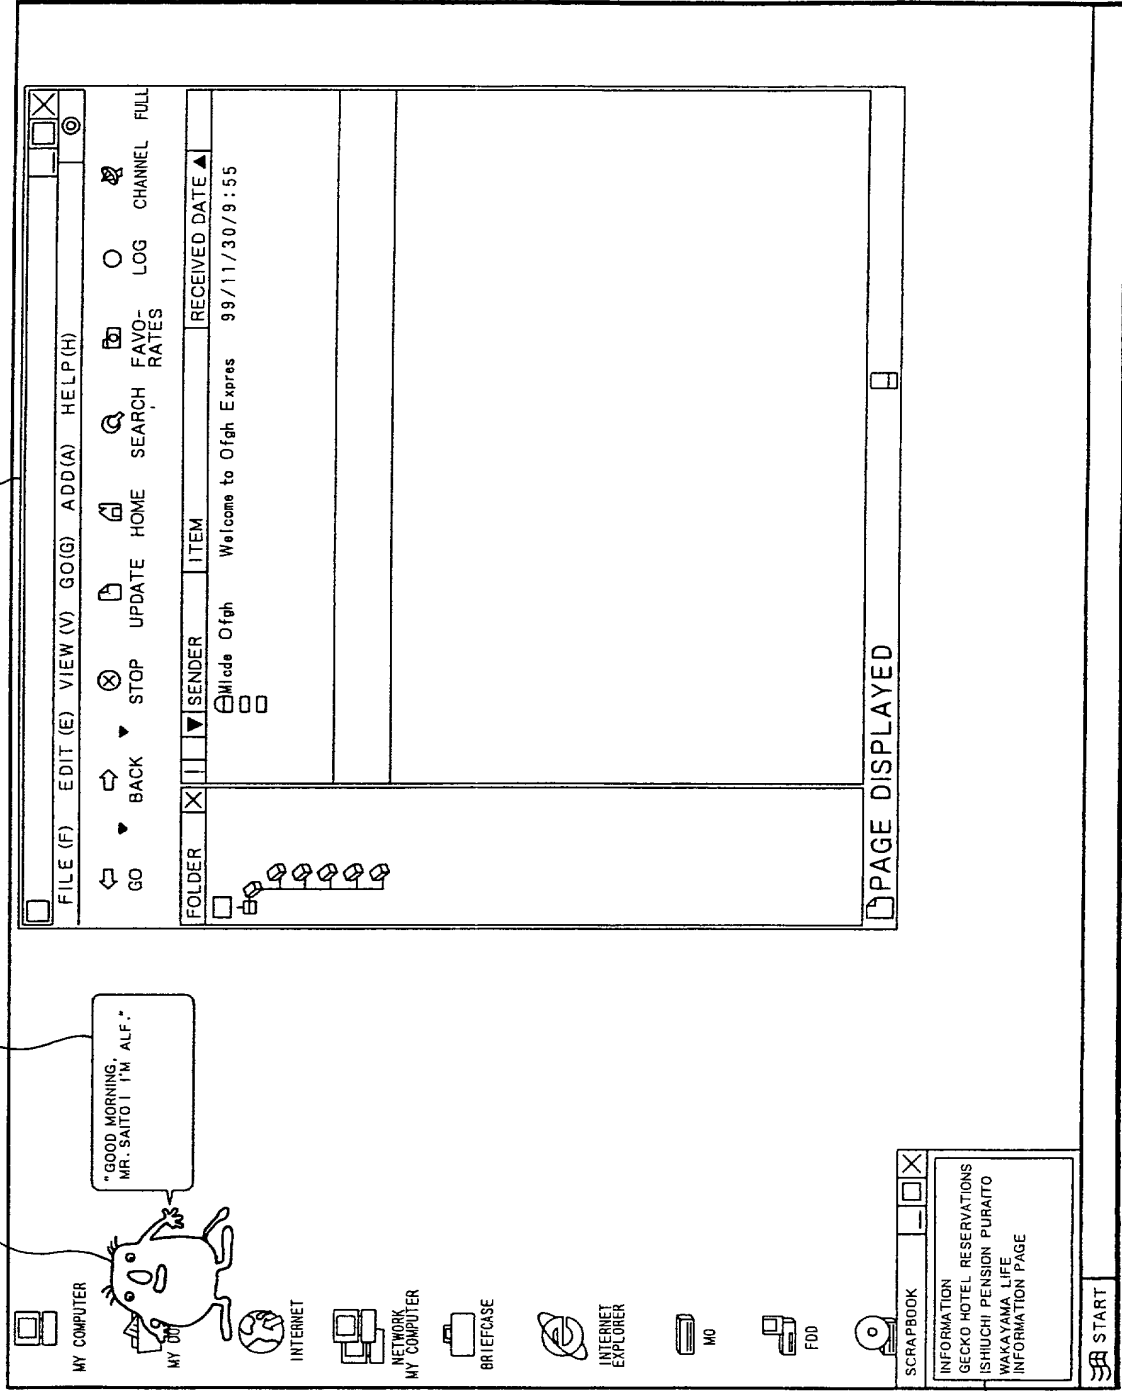 MY COMPUTER
MY DO
INTERNET
NETWORK
MY COMPUTER
BRIEFCASE
INTERNET
EXPLORER
MO
FDD
"GOOD MORNING,
MR. SAITO I I'M ALF."
FILE (F) EDIT (E) VIEW (V) GO(G) ADD(A) HELP(H)
GO BACK STOP UPDATE HOME SEARCH FAVO-
RATES LOG CHANNEL FULL
FOLDER
SENDER ITEM RECEIVED DATE
Micde Ofgh Welcome to Ofgh Expres 99/11/30/9:55
PAGE DISPLAYED
SCRAPBOOK
INFORMATION
GECKO HOTEL RESERVATIONS
ISHIUCHI PENSION PURAITO
WAKAYAMA LIFE
INFORMATION PAGE
START